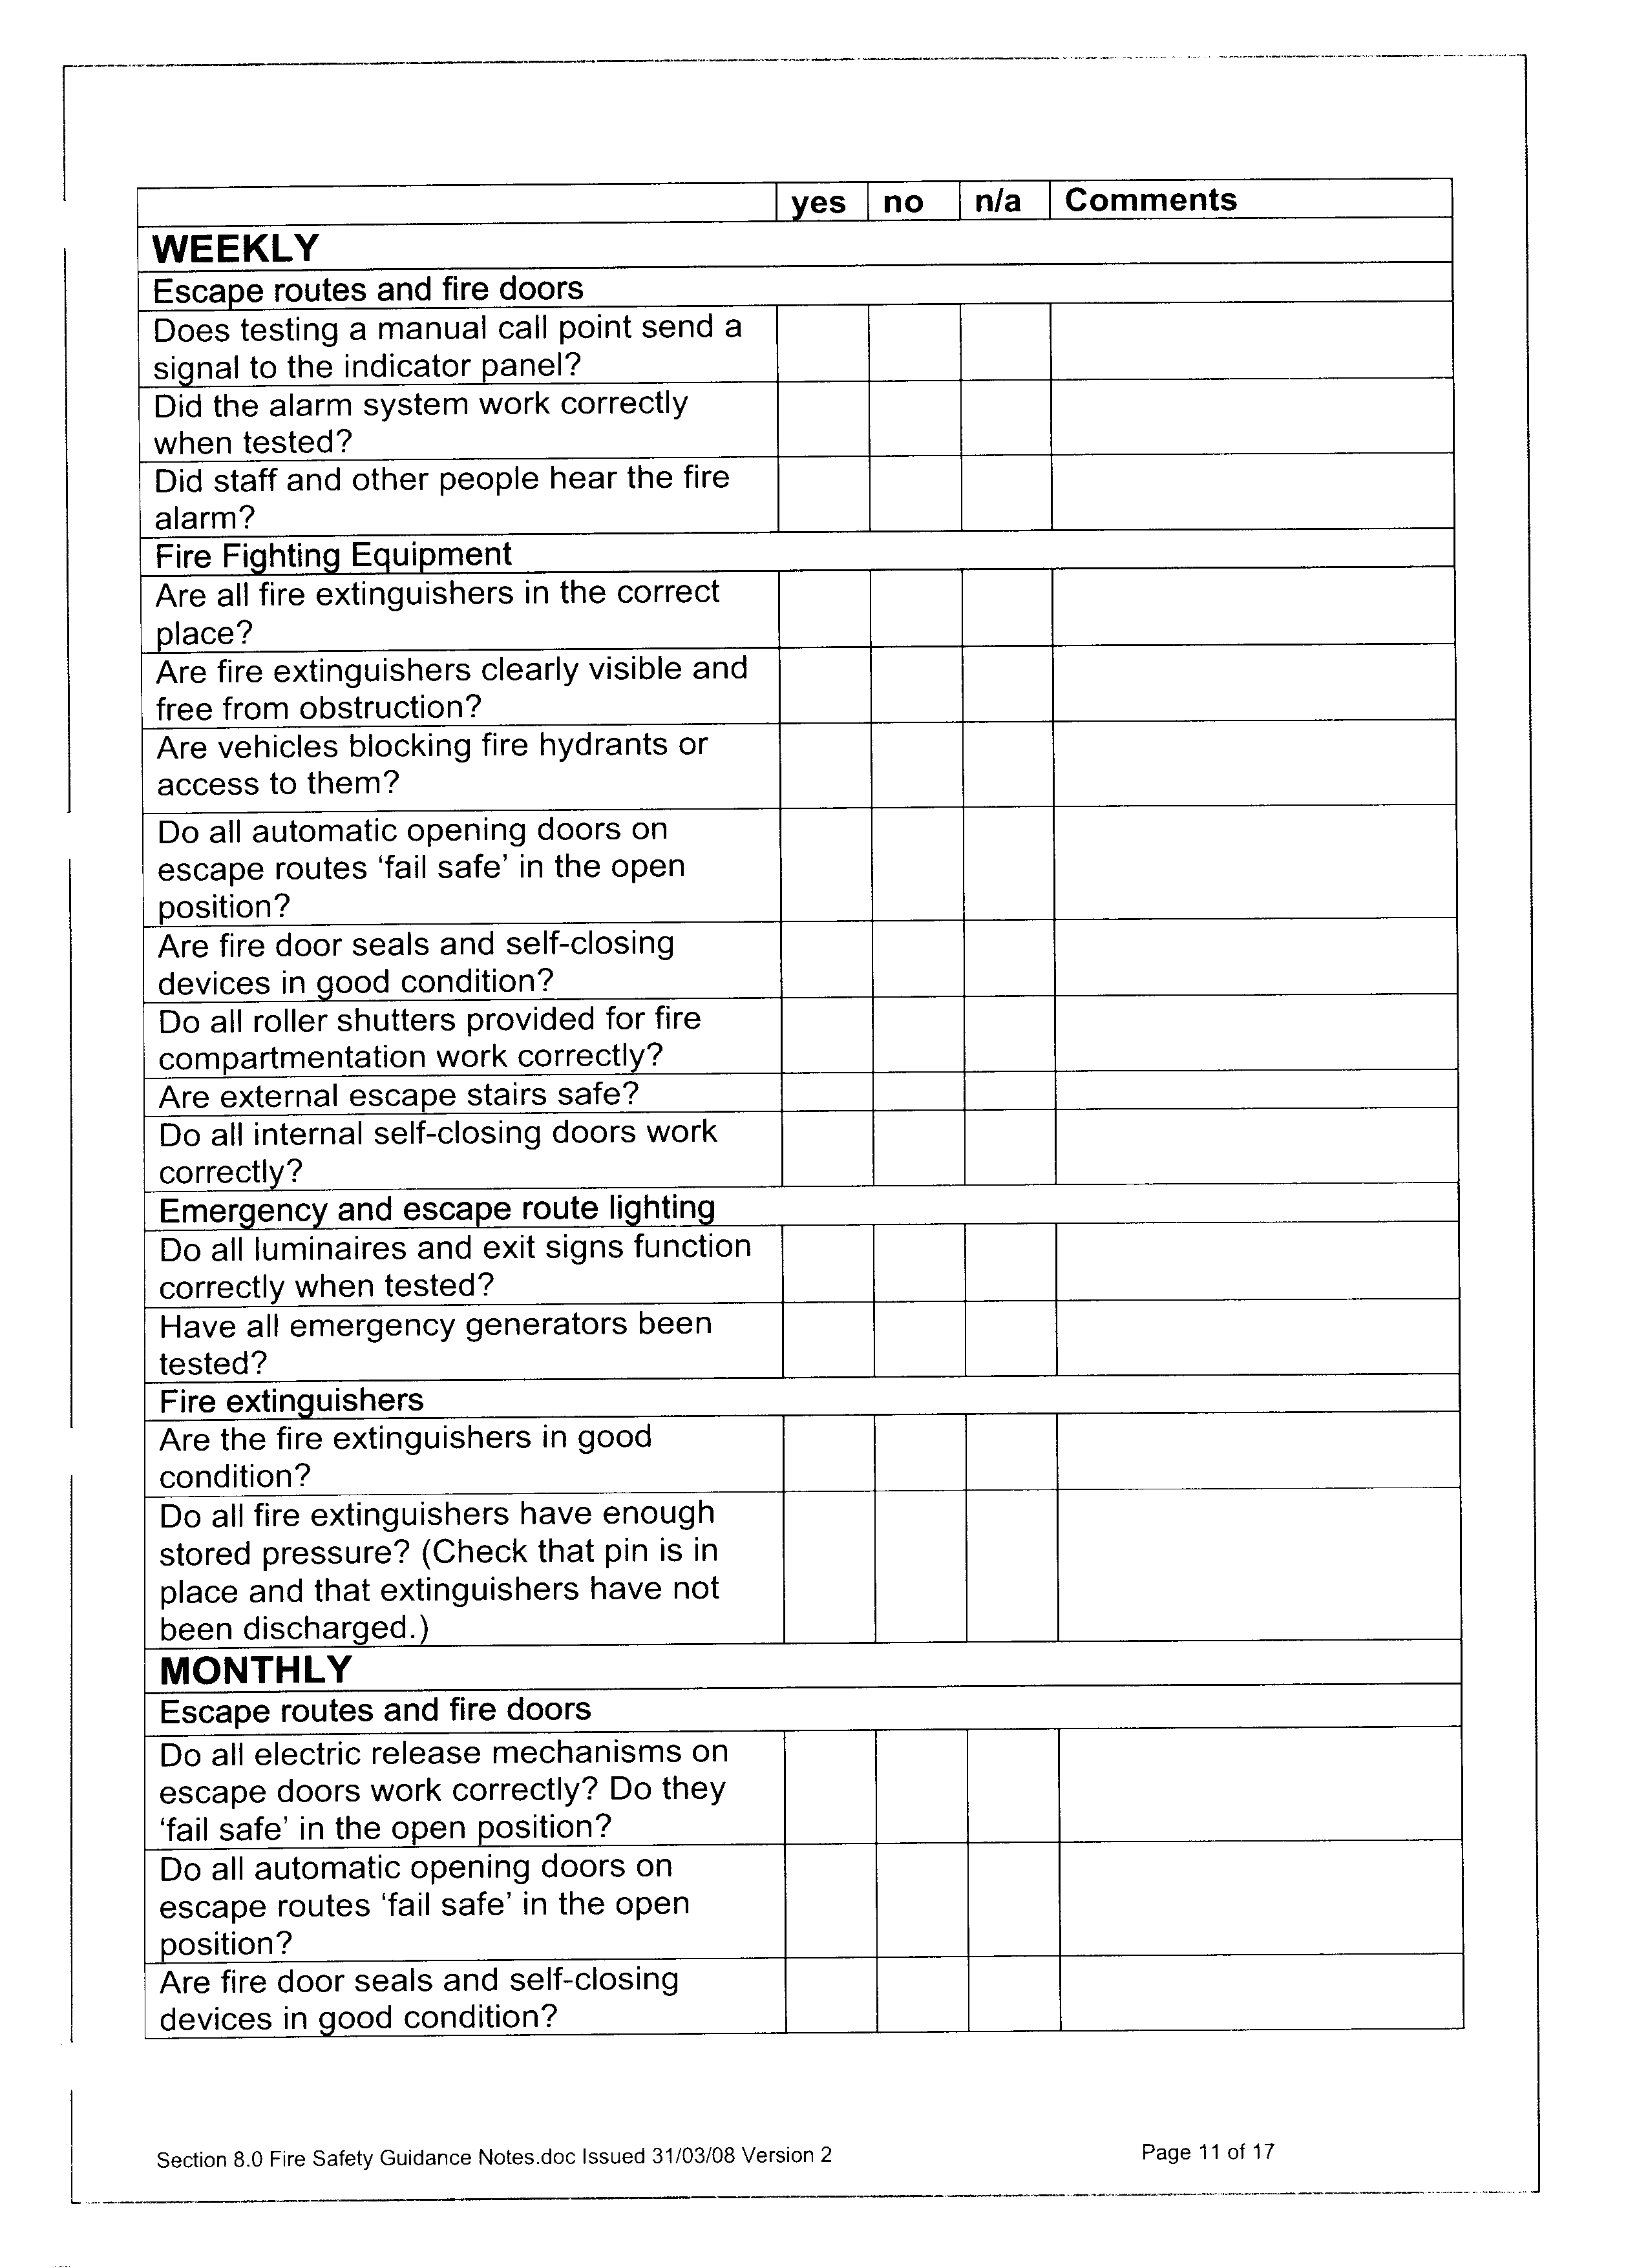 yes no n/a Comments
WEEKLY
Escape routes and fire doors
Does testing a manual call point send a
signal to the indicator panel?
Did the alarm system work correctly
when tested?
Did staff and other people hear the fire
alarm?
Fire Fighting Equipment
Are all fire extinguishers in the correct
place?
Are fire extinguishers clearly visible and
free from obstruction?
Are vehicles blocking fire hydrants or
access to them?
Do all automatic opening doors on
escape routes ‘fail safe’ in the open
position?
Are fire door seals and self-closing
devices in good condition?
Do all roller shutters provided for fire
compartmentation work correctly?
Are external escape stairs safe?
Do all internal self-closing doors work
correctly?
Emergency and escape route lighting
Do all luminaires and exit signs function
correctly when tested?
Have all emergency generators been
tested?
Fire extinguishers
Are the fire extinguishers in good
condition?
Do all fire extinguishers have enough
stored pressure? (Check that pin is in
place and that extinguishers have not
been discharged.)
MONTHLY
Escape routes and fire doors
Do all electric release mechanisms on
escape doors work correctly? Do they
‘fail safe’ in the open position?
Do all automatic opening doors on
escape routes ‘fail safe’ in the open
position?
Are fire door seals and self-closing
devices in good condition?
Section 8.0 Fire Safety Guidance Notes.doc Issued 31/03/08 Version 2 Page 11 of 17